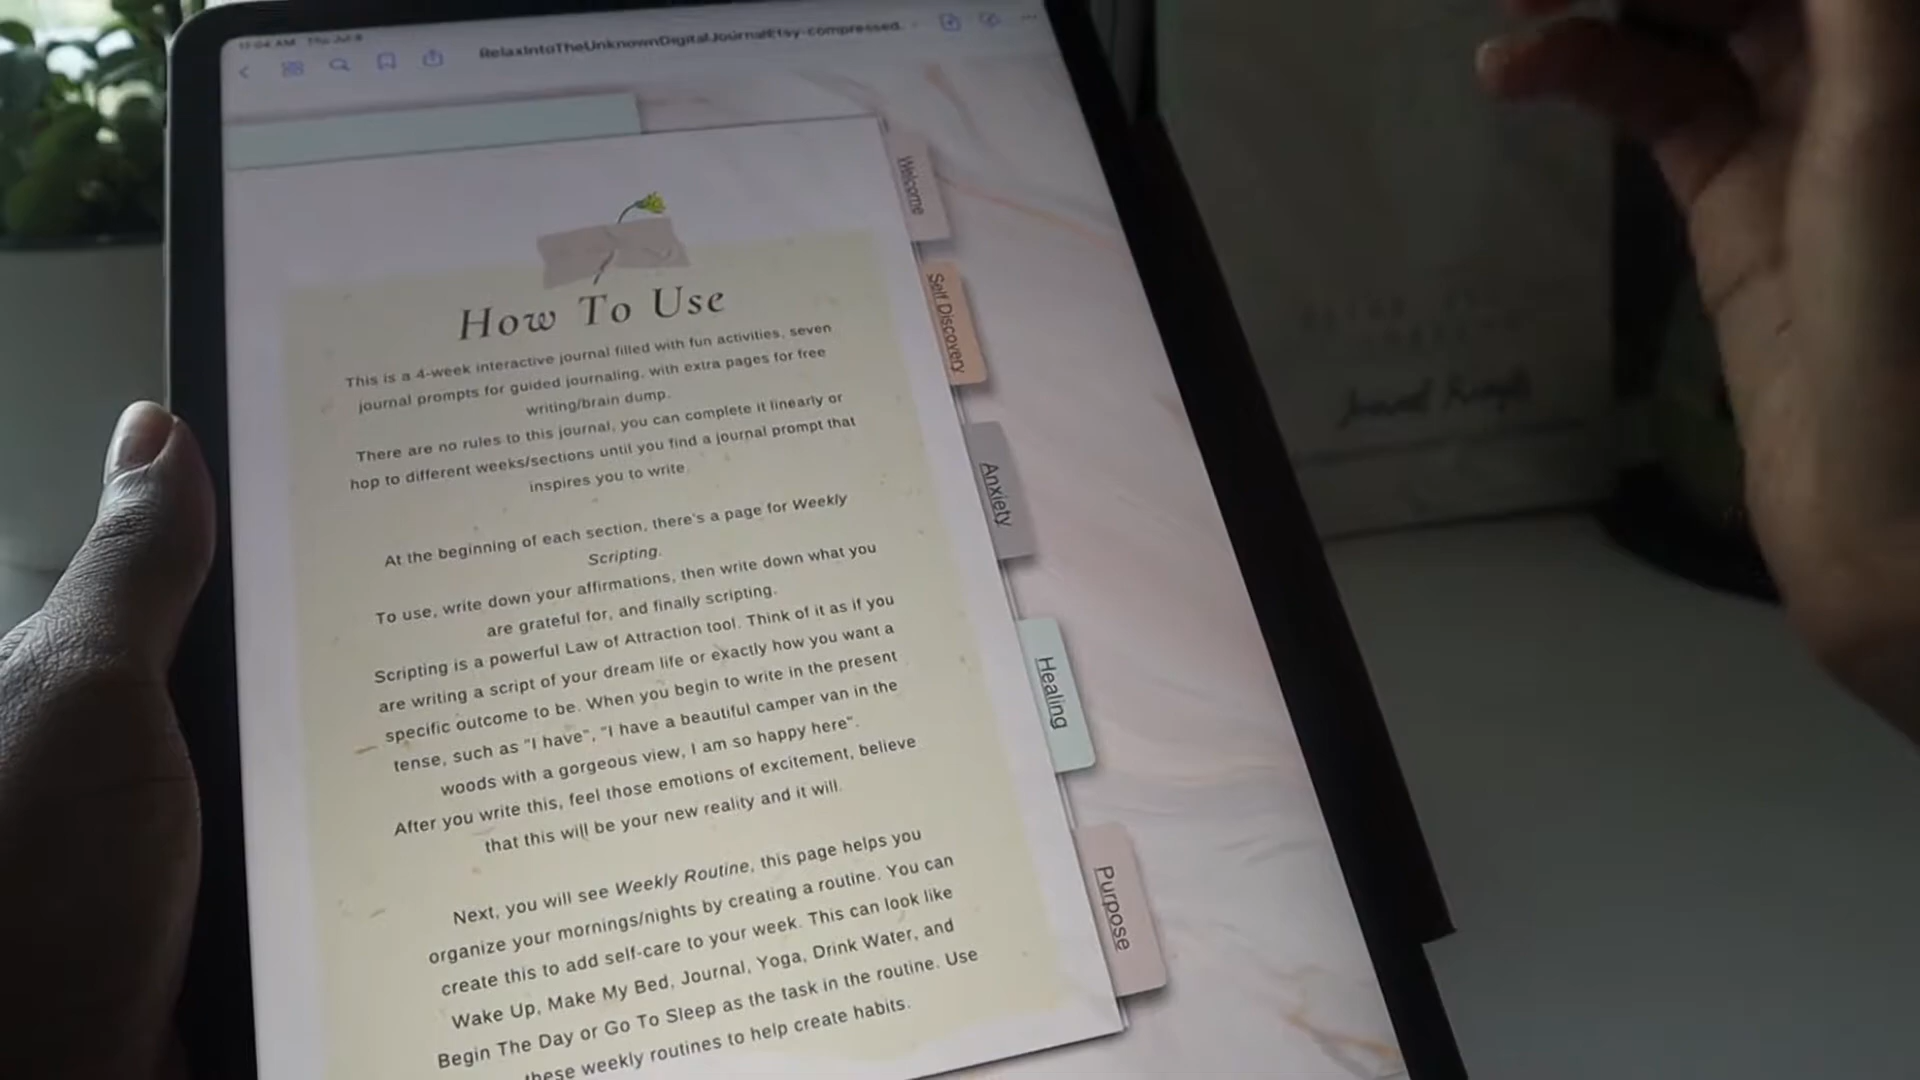 11:04 AM Thu Jul 8
RelaxIntoTheUnknownDigitalJournalEtsy-compressed
How To Use
This is a 4-week interactive journal filled with fun activities, seven
journal prompts for guided journaling, with extra pages for free
writing/brain dump.
There are no rules to this journal, you can complete it linearly or
hop to different weeks/sections until you find a journal prompt that
inspires you to write
At the beginning of each section, there's a page for Weekly
Scripting.
To use, write down your affirmations, then write down what you
are grateful for, and finally scripting.
Scripting is a powerful Law of Attraction tool. Think of it as if you
are writing a script of your dream life or exactly how you want a
specific outcome to be. When you begin to write in the present
tense, such as "I have", "I have a beautiful camper van in the
woods with a gorgeous view, I am so happy here".
After you write this, feel those emotions of excitement, believe
that this will be your new reality and it will.
Next, you will see Weekly Routine, this page helps you
organize your mornings/nights by creating a routine. You can
create this to add self-care to your week. This can look like
Wake Up, Make My Bed, Journal, Yoga, Drink Water, and
Begin The Day or Go To Sleep as the task in the routine. Use
these weekly routines to help create habits.
Welcome
Self Discovery
Anxiety
Healing
Purpose